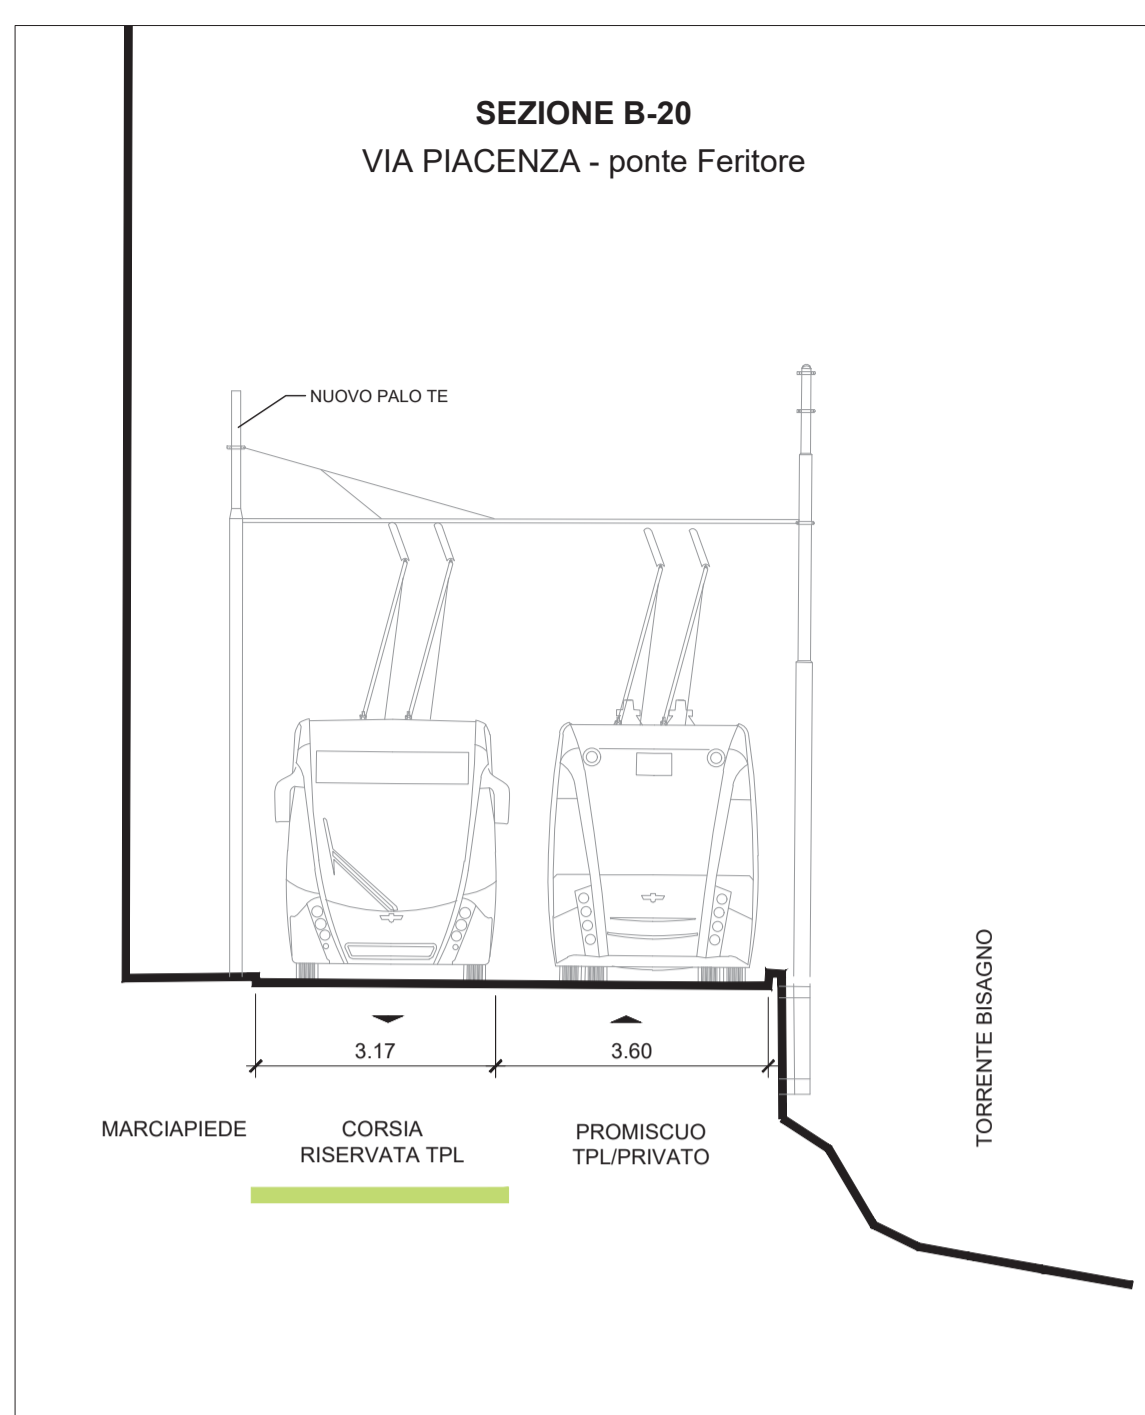 SEZIONE B-20
VIA PIACENZA - ponte Feritore
NUOVO PALO TE
3.17
3.60
MARCIAPIEDE
CORSIA
RISERVATA TPL
PROMISCUO
TPL/PRIVATO
TORRENTE BISAGNO